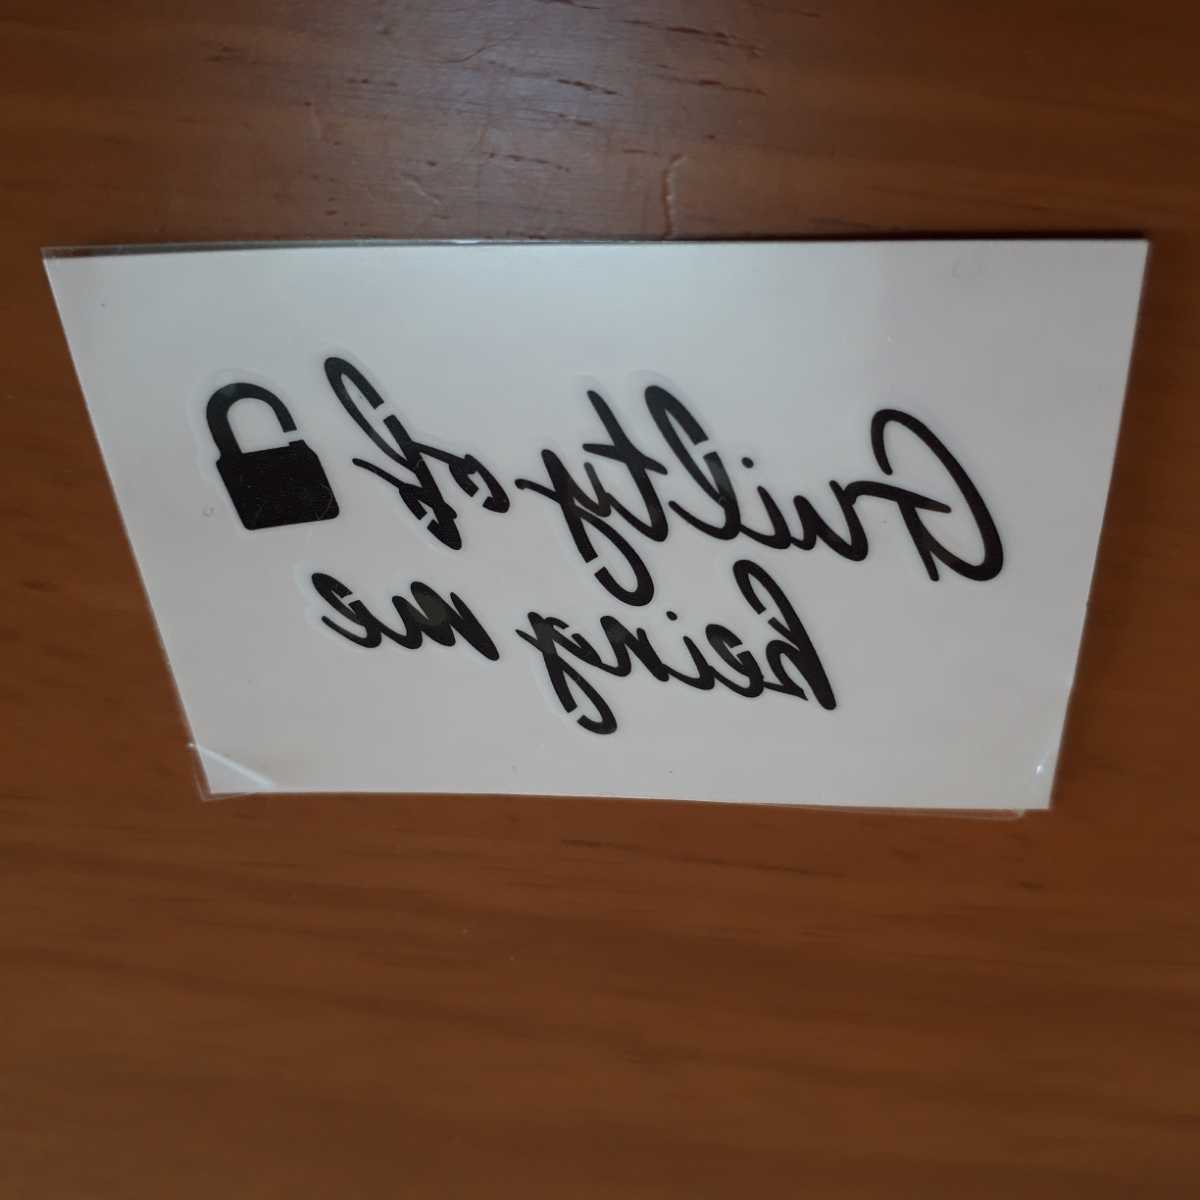 Guilty of
being me